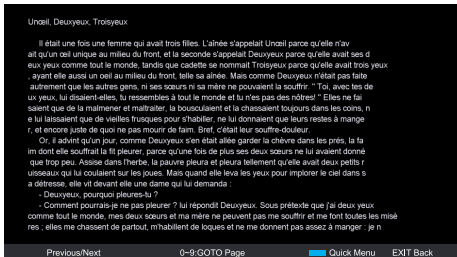 Unœil, Deuxyeux, Troisyeux
Il était une fois une femme qui avait trois filles. L'aînée s'appelait Unœil parce qu'elle n'av
ait qu'un œil unique au milieu du front, et la seconde s'appelait Deuxyeux parce qu'elle avait ses d
eux yeux comme tout le monde, tandis que cadette se nommait Troisyeux parce qu'elle avait trois yeux
, ayant elle aussi un oeil au milieu du front, telle sa aînée. Mais comme Deuxyeux n'était pas faite
autrement que les autres gens, ni ses sœurs ni sa mère ne pouvaient la souffrir. " Toi, avec tes de
ux yeux, lui disaient-elles, tu ressembles à tout le monde et tu n'es pas des nôtres! " Elles ne fai
saient que de la malmener et maltraiter, la bousculaient et la chassaient toujours dans les coins, n
e lui laissaient que de vieilles frusques pour s'habiller, ne lui donnaient que leurs restes à mange
r, et encore juste de quoi ne pas mourir de faim. Bref, c'était leur souffre-douleur.
Or, il advint qu'un jour, comme Deuxyeux s'en était allée garder la chèvre dans les prés, la fa
im dont elle souffrait la fit pleurer, parce qu'une fois de plus ses deux sœurs ne lui avaient donné
que trop peu. Assise dans l'herbe, la pauvre pleura et pleura tellement qu'elle avait deux petits r
uisseaux qui lui coulaient sur les joues. Mais quand elle leva les yeux pour implorer le ciel dans s
a détresse, elle vit devant elle une dame qui lui demanda :
- Deuxyeux, pourquoi pleures-tu ?
- Comment pourrais-je ne pas pleurer ? lui répondit Deuxyeux. Sous prétexte que j'ai deux yeux
comme tout le monde, mes deux sœurs et ma mère ne peuvent pas me souffrir et me font toutes les misè
res ; elles me chassent de partout, m'habillent de loques et ne me donnent pas assez à manger : je n
Previous/Next 0~9:GOTO Page Quick Menu EXIT Back